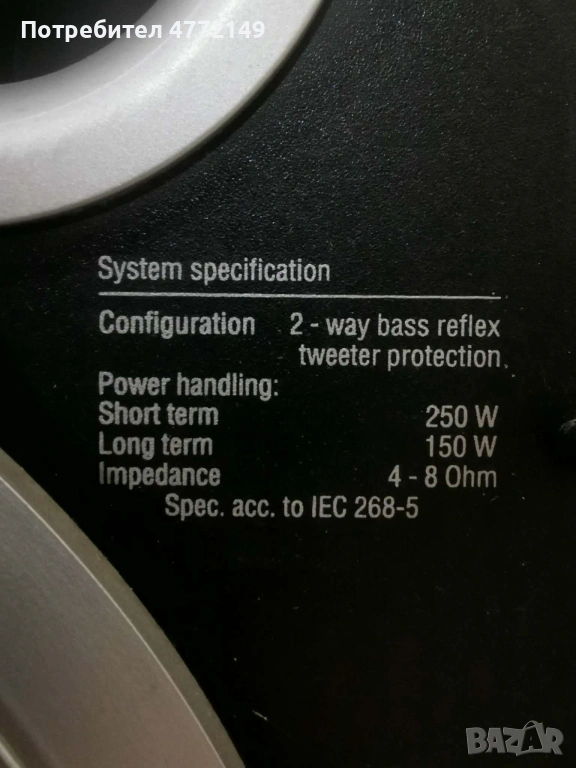 Потребител 4772149
System specification
Configuration 2 - way bass reflex
tweeter protection.
Power handling:
Short term 250 W
Long term 150 W
Impedance 4 - 8 Ohm
Spec. acc. to IEC 268-5
BAZAR